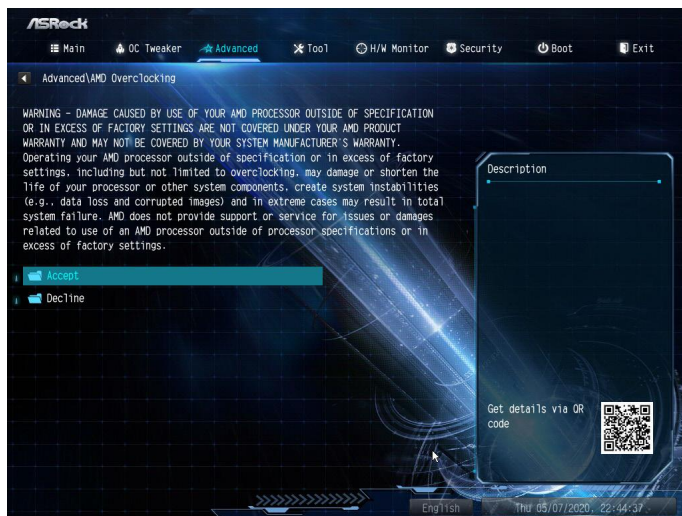 ASRock
Main OC Tweaker Advanced Tool H/W Monitor Security Boot Exit
Advanced\AMD Overclocking
WARNING - DAMAGE CAUSED BY USE OF YOUR AMD PROCESSOR OUTSIDE OF SPECIFICATION
OR IN EXCESS OF FACTORY SETTINGS ARE NOT COVERED UNDER YOUR AMD PRODUCT
WARRANTY AND MAY NOT BE COVERED BY YOUR SYSTEM MANUFACTURER'S WARRANTY.
Operating your AMD processor outside of specification or in excess of factory
settings, including but not limited to overclocking, may damage or shorten the
life of your processor or other system components, create system instabilities
(e.g., data loss and corrupted images) and in extreme cases may result in total
system failure. AMD does not provide support or service for issues or damages
related to use of an AMD processor outside of processor specifications or in
excess of factory settings.
Accept
Decline
Description
Get details via QR
code
English Thu 05/07/2020, 22:44:37